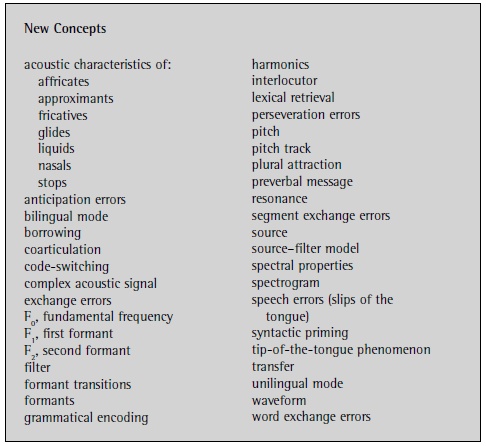 New Concepts
acoustic characteristics of:
affricates
approximants
fricatives
glides
liquids
nasals
stops
anticipation errors
bilingual mode
borrowing
coarticulation
code-switching
complex acoustic signal
exchange errors
F0, fundamental frequency
F1, first formant
F2, second formant
filter
formant transitions
formants
grammatical encoding
harmonics
interlocutor
lexical retrieval
perseveration errors
pitch
pitch track
plural attraction
preverbal message
resonance
segment exchange errors
source
source–filter model
spectral properties
spectrogram
speech errors (slips of the
tongue)
syntactic priming
tip-of-the-tongue phenomenon
transfer
unilingual mode
waveform
word exchange errors